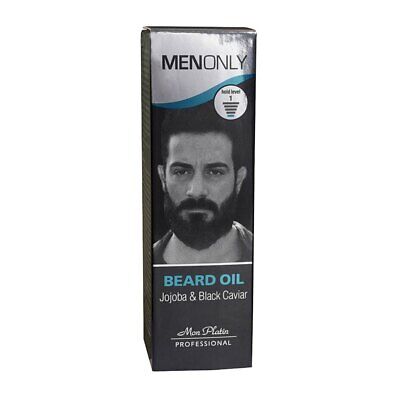 MENONLY
hold level
1
BEARD OIL
Jojoba & Black Caviar
Mon Platin
PROFESSIONAL